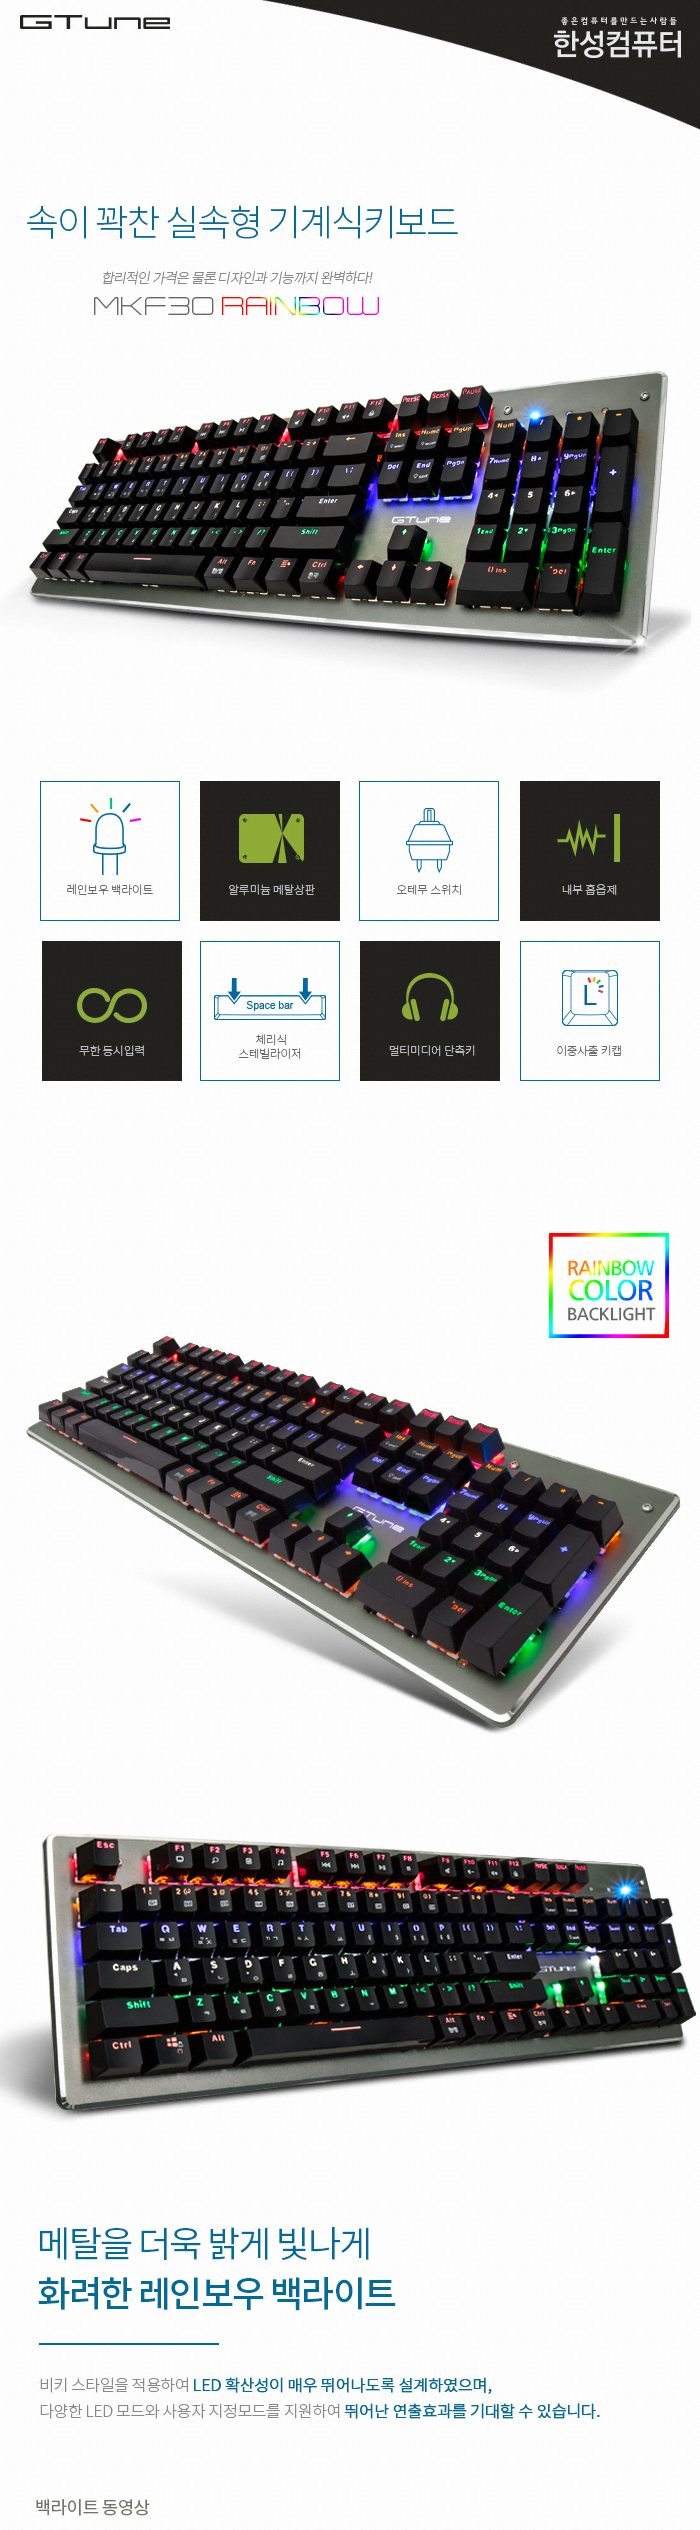 GTune
좋은컴퓨터를만드는사람들
한성컴퓨터
속이 꽉찬 실속형 기계식키보드
합리적인 가격은 물론 디자인과 기능까지 완벽하다!
MKF30 RAINBOW
GTune
레인보우 백라이트
알루미늄 메탈상판
오테무 스위치
내부 흡음제
무한 동시입력
Space bar
체리식
스테빌라이저
멀티미디어 단축키
L
이중사출 키캡
RAINBOW
COLOR
BACKLIGHT
GTune
GTune
메탈을 더욱 밝게 빛나게
화려한 레인보우 백라이트
비키 스타일을 적용하여 LED 확산성이 매우 뛰어나도록 설계하였으며,
다양한 LED 모드와 사용자 지정모드를 지원하여 뛰어난 연출효과를 기대할 수 있습니다.
백라이트 동영상